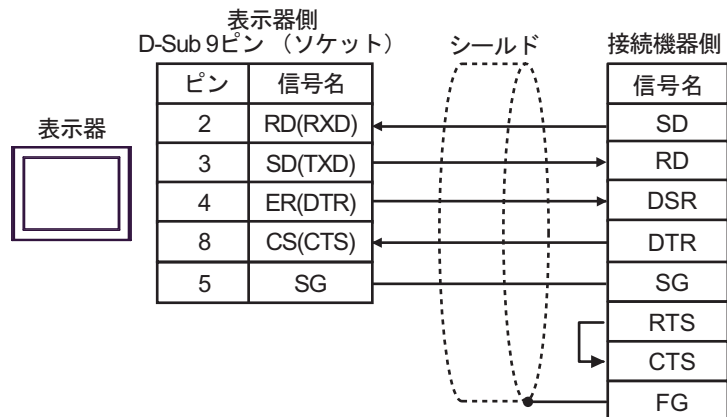 表示器側
D-Sub 9ピン （ソケット）
シールド
接続機器側
ピン 信号名
信号名
表示器
2 RD(RXD) SD
3 SD(TXD) RD
4 ER(DTR) DSR
8 CS(CTS) DTR
5 SG SG
RTS
CTS
FG